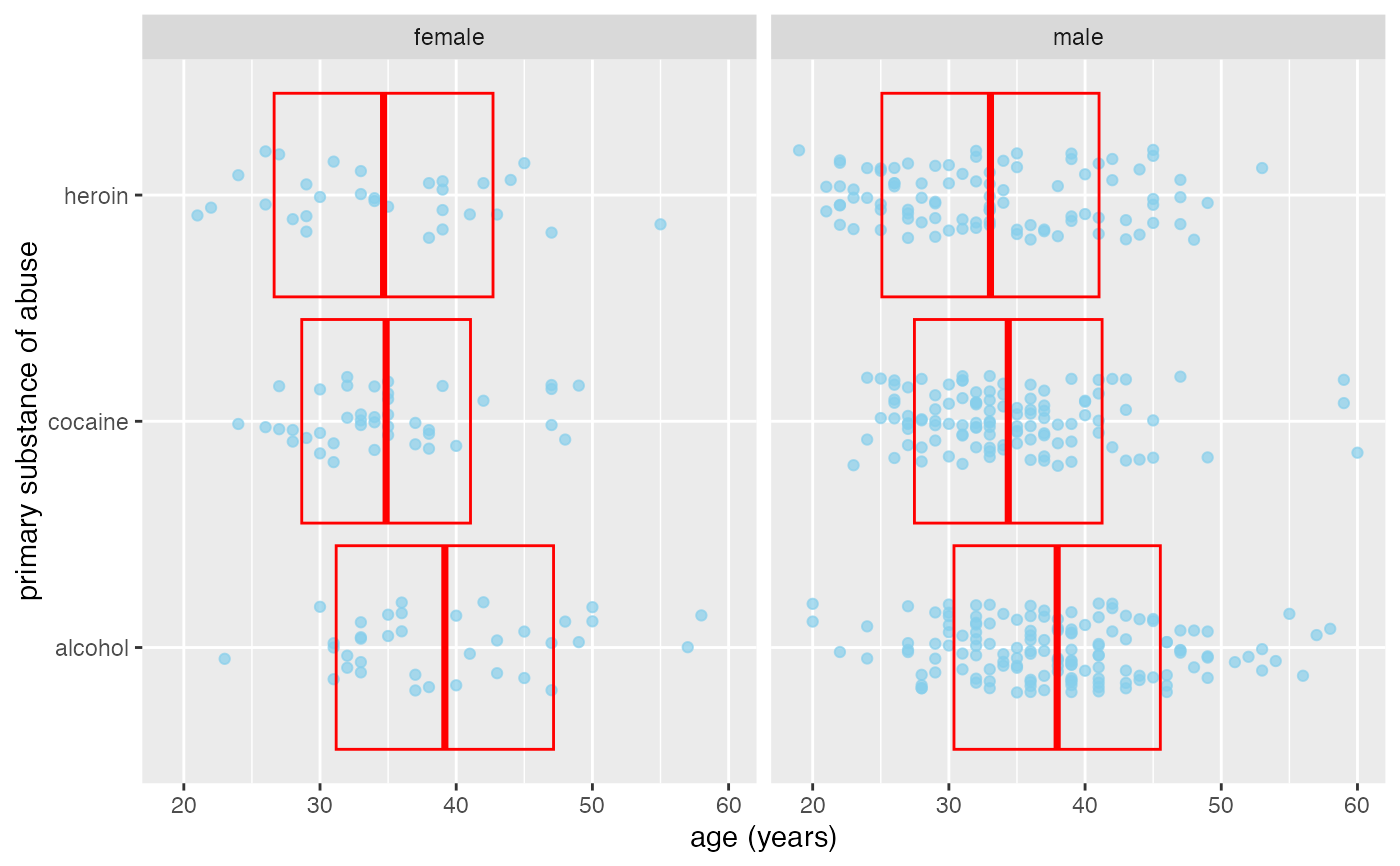 female
male
primary substance of abuse
heroin
cocaine
alcohol
20 30 40 50 60
20 30 40 50 60
age (years)